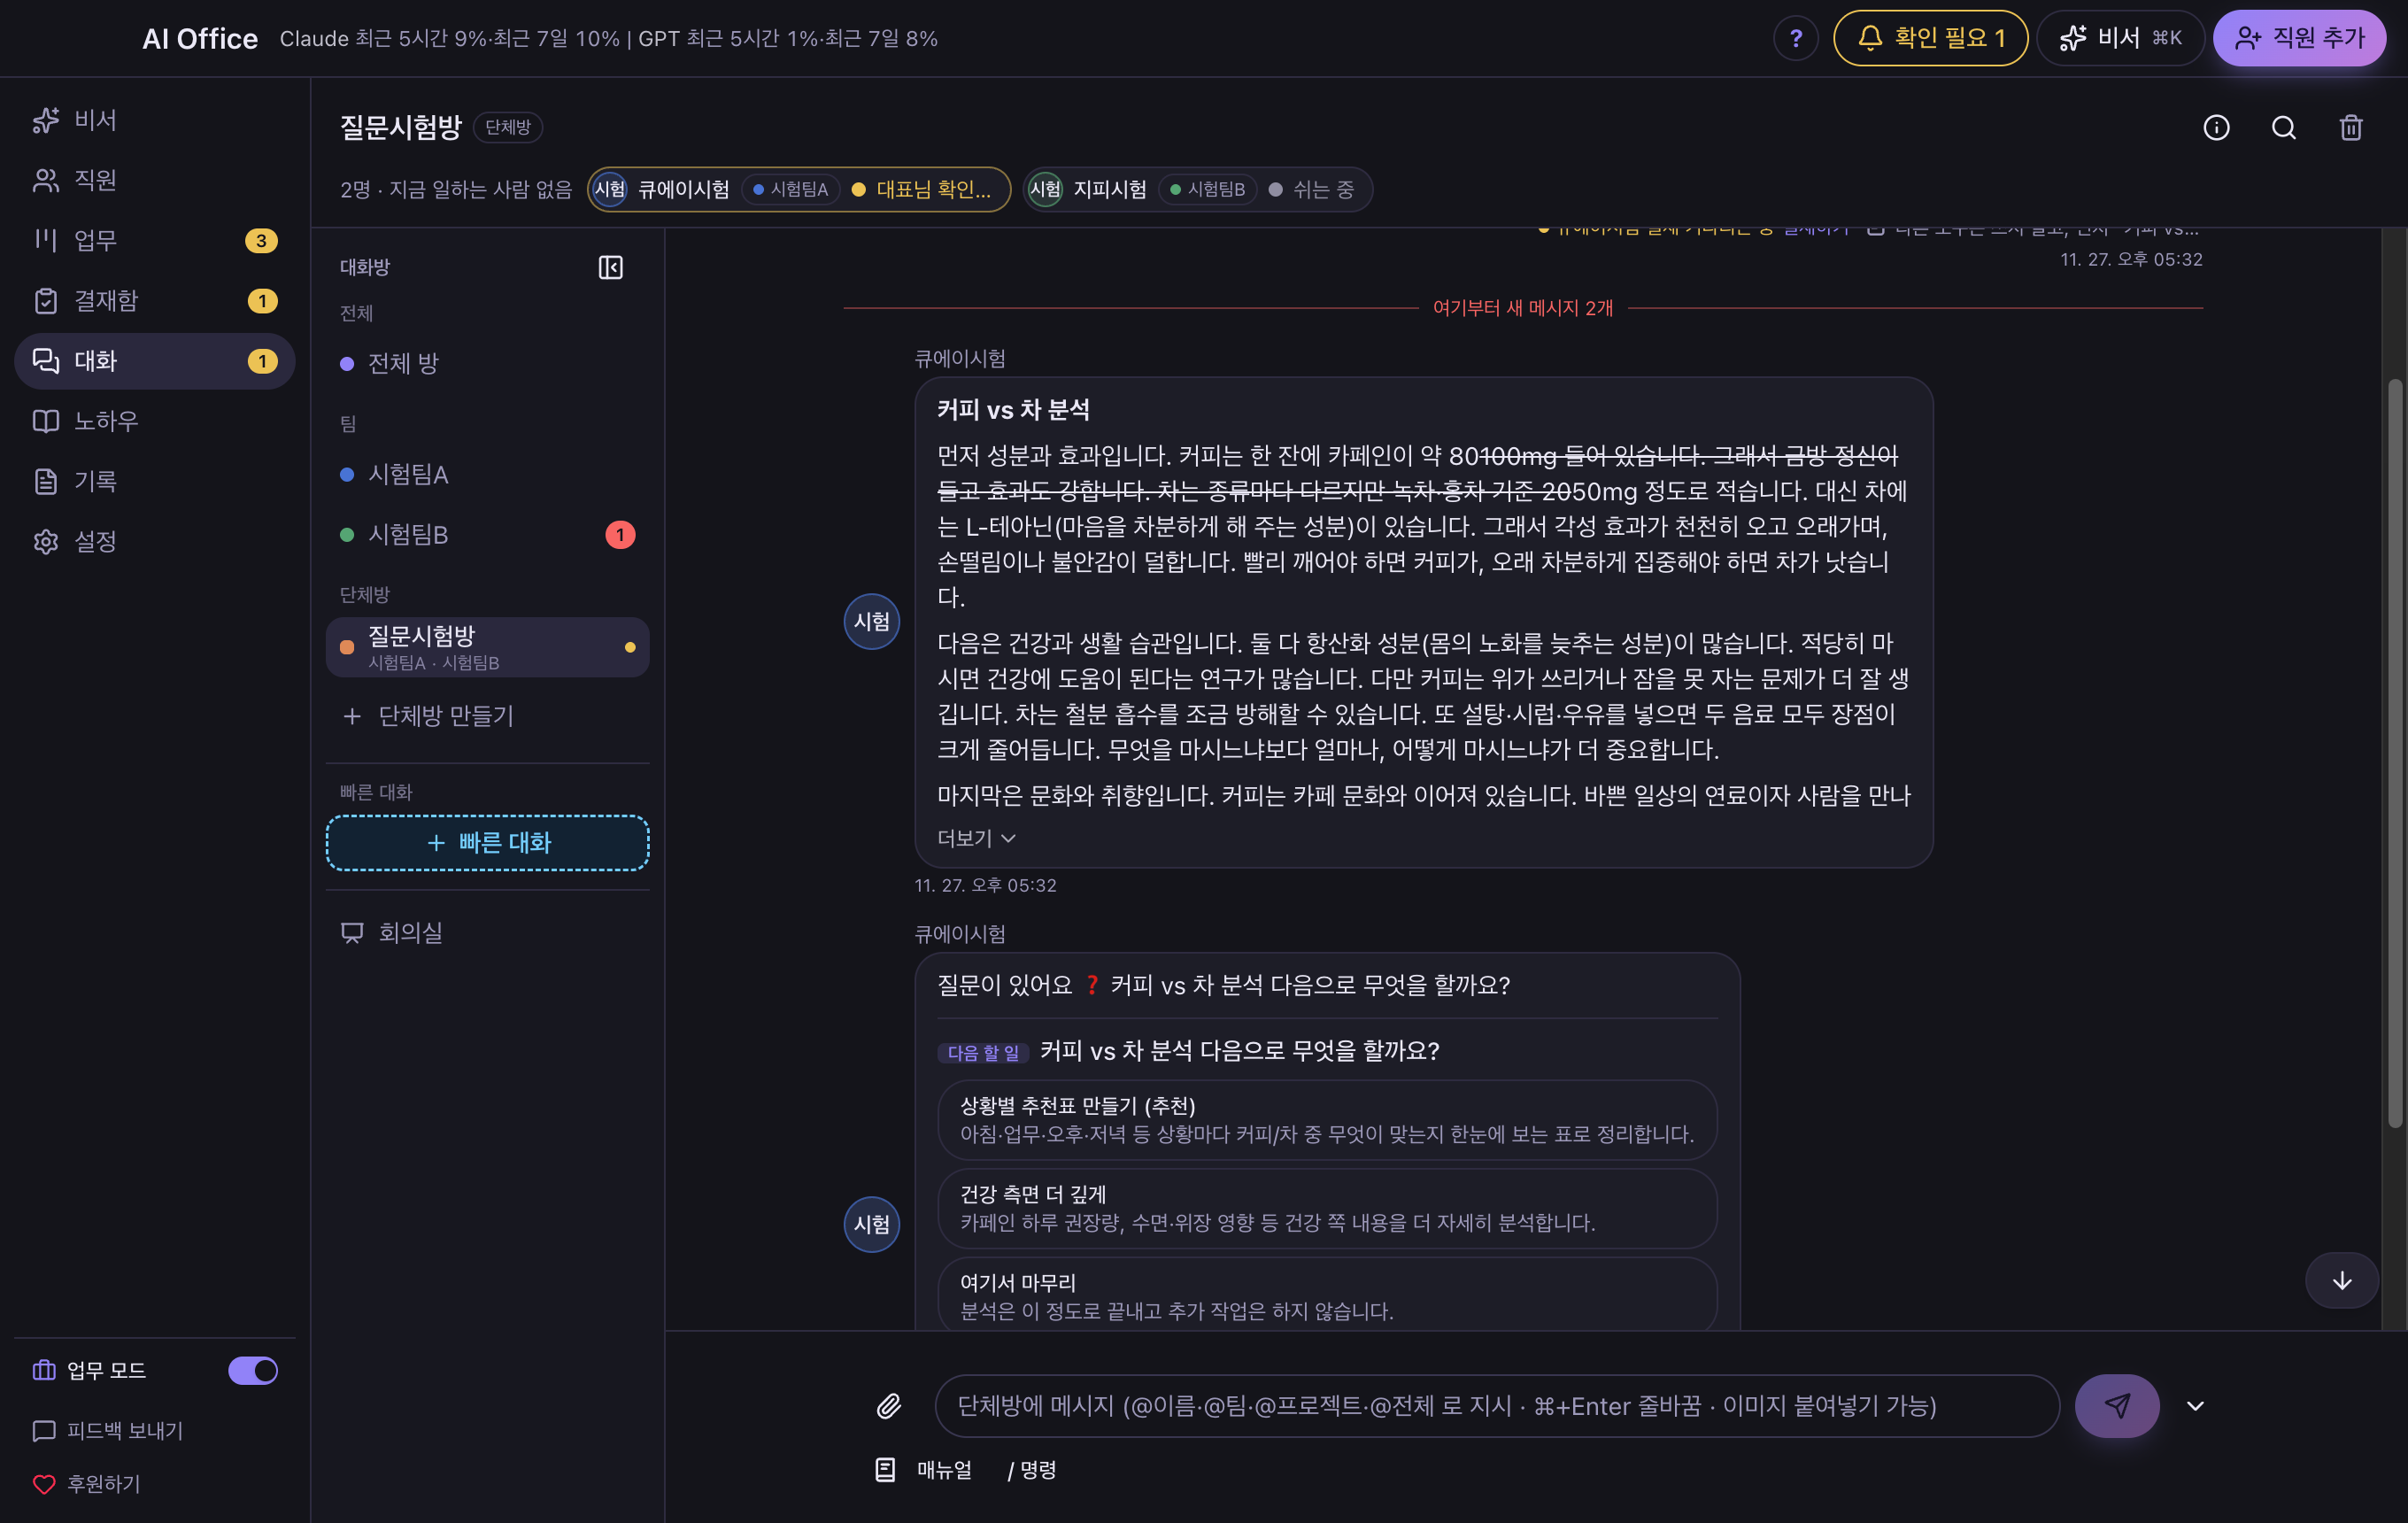 AI Office Claude 최근 5시간 9%·최근 7일 10% | GPT 최근 5시간 1%·최근 7일 8%
? 확인 필요 1 비서 ⌘K 직원 추가
비서
직원
업무 3
결재함 1
대화 1
노하우
기록
설정
업무 모드
피드백 보내기
후원하기
질문시험방 단체방
2명 · 지금 일하는 사람 없음 시험 큐에이시험 시험팀A 대표님 확인... 시험 지피시험 시험팀B 쉬는 중
대화방
전체
전체 방
팀
시험팀A
시험팀B 1
단체방
질문시험방
시험팀A · 시험팀B
+ 단체방 만들기
빠른 대화
+ 빠른 대화
회의실
11. 27. 오후 05:32
여기부터 새 메시지 2개
큐에이시험
커피 vs 차 분석
먼저 성분과 효과입니다. 커피는 한 잔에 카페인이 약 80100mg 들어 있습니다. 그래서 금방 정신이
들고 효과도 강합니다. 차는 종류마다 다르지만 녹차·홍차 기준 2050mg 정도로 적습니다. 대신 차에
는 L-테아닌(마음을 차분하게 해 주는 성분)이 있습니다. 그래서 각성 효과가 천천히 오고 오래가며,
손떨림이나 불안감이 덜합니다. 빨리 깨어야 하면 커피가, 오래 차분하게 집중해야 하면 차가 낫습니
다.
시험
다음은 건강과 생활 습관입니다. 둘 다 항산화 성분(몸의 노화를 늦추는 성분)이 많습니다. 적당히 마
시면 건강에 도움이 된다는 연구가 많습니다. 다만 커피는 위가 쓰리거나 잠을 못 자는 문제가 더 잘 생
깁니다. 차는 철분 흡수를 조금 방해할 수 있습니다. 또 설탕·시럽·우유를 넣으면 두 음료 모두 장점이
크게 줄어듭니다. 무엇을 마시느냐보다 얼마나, 어떻게 마시느냐가 더 중요합니다.
마지막은 문화와 취향입니다. 커피는 카페 문화와 이어져 있습니다. 바쁜 일상의 연료이자 사람을 만나
더보기
11. 27. 오후 05:32
큐에이시험
질문이 있어요 ❓ 커피 vs 차 분석 다음으로 무엇을 할까요?
다음 할 일 커피 vs 차 분석 다음으로 무엇을 할까요?
상황별 추천표 만들기 (추천)
아침·업무·오후·저녁 등 상황마다 커피/차 중 무엇이 맞는지 한눈에 보는 표로 정리합니다.
건강 측면 더 깊게
카페인 하루 권장량, 수면·위장 영향 등 건강 쪽 내용을 더 자세히 분석합니다.
시험
여기서 마무리
분석은 이 정도로 끝내고 추가 작업은 하지 않습니다.
단체방에 메시지 (@이름·@팀·@프로젝트·@전체 로 지시 · ⌘+Enter 줄바꿈 · 이미지 붙여넣기 가능)
매뉴얼 / 명령